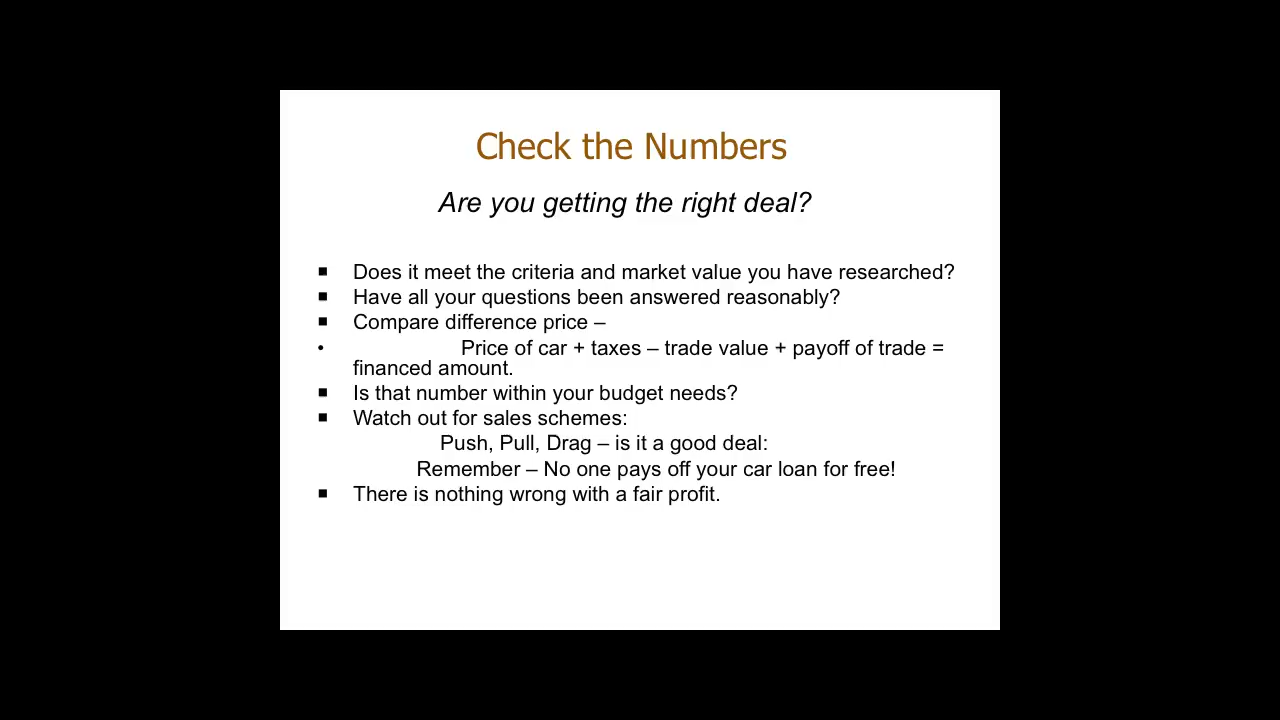 Check the Numbers
Are you getting the right deal?
■ Does it meet the criteria and market value you have researched?
■ Have all your questions been answered reasonably?
■ Compare difference price –
• Price of car + taxes – trade value + payoff of trade =
financed amount.
■ Is that number within your budget needs?
■ Watch out for sales schemes:
Push, Pull, Drag – is it a good deal:
Remember – No one pays off your car loan for free!
■ There is nothing wrong with a fair profit.